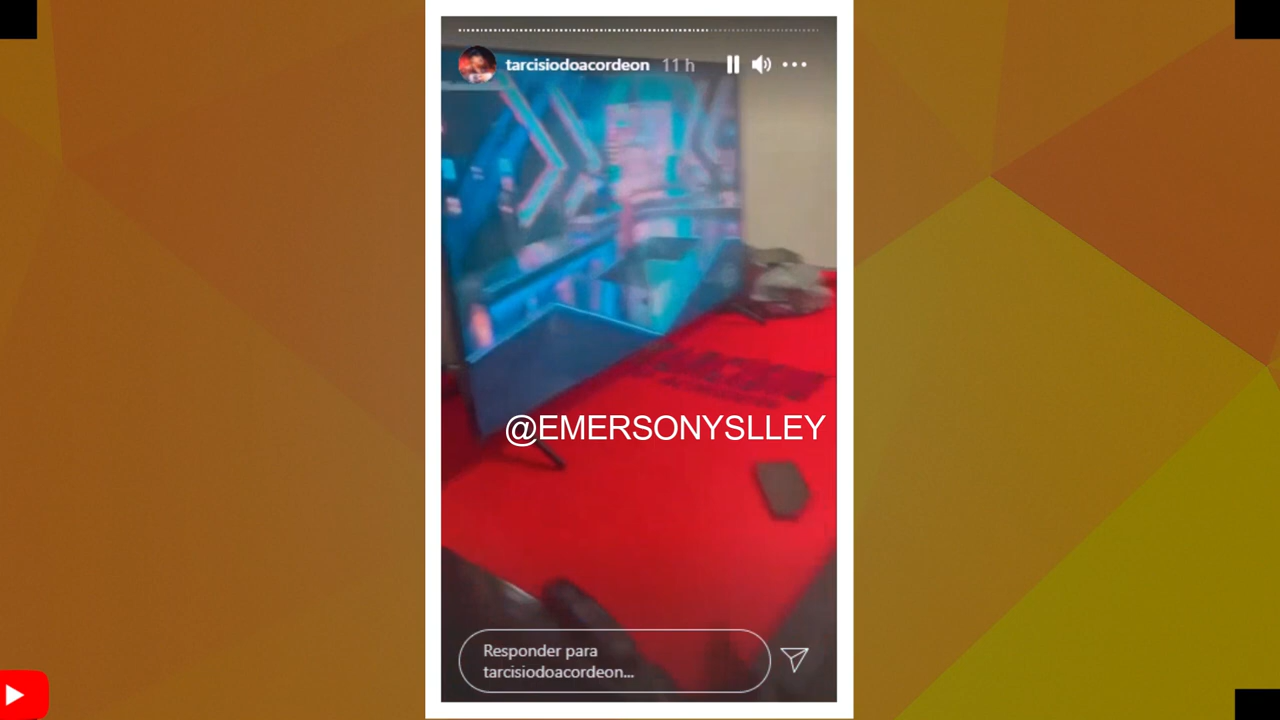 tarcisiodoacordeon 11 h
@EMERSONYSLLEY
Responder para
tarcisiodoacordeon...